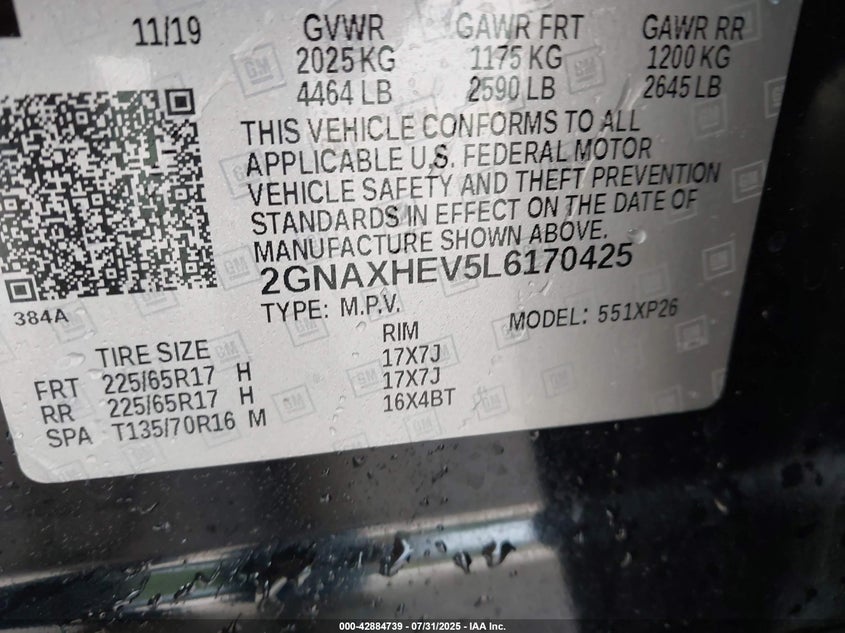 11/19 GVWR GAWR FRT GAWR RR
2025 KG 1175 KG 1200 KG
4464 LB 2590 LB 2645 LB
THIS VEHICLE CONFORMS TO ALL
APPLICABLE U.S. FEDERAL MOTOR
VEHICLE SAFETY AND THEFT PREVENTION
STANDARDS IN EFFECT ON THE DATE OF
MANUFACTURE SHOWN ABOVE.
2GNAXHEV5L6170425
384A TYPE: M.P.V. MODEL: 551XP26
TIRE SIZE RIM
FRT 225/65R17 H 17X7J
RR 225/65R17 H 17X7J
SPA T135/70R16 M 16X4BT
000-42884739 - 07/31/2025 - IAA Inc.